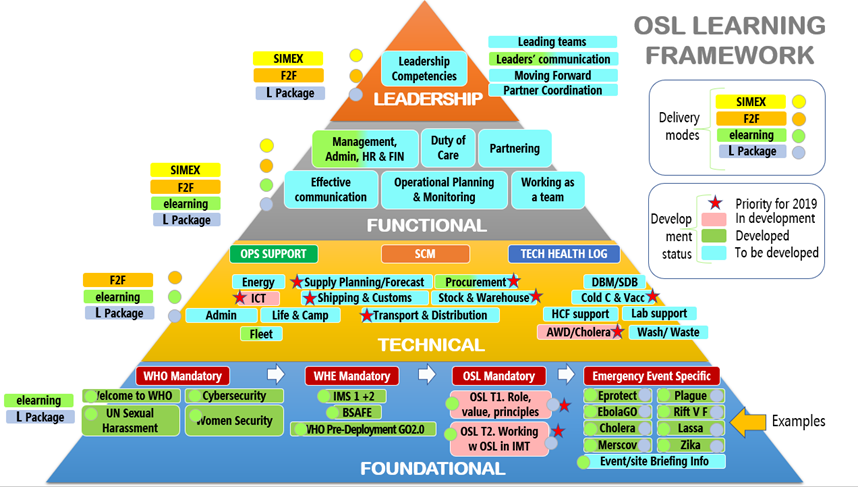 OSL LEARNING
FRAMEWORK
SIMEX
F2F
L Package
Leadership
Competencies
LEADERSHIP
Leading teams
Leaders' communication
Moving Forward
Partner Coordination
Delivery
modes
SIMEX
F2F
elearning
L Package
Develop
ment
status
Priority for 2019
In development
Developed
To be developed
SIMEX
F2F
elearning
L Package
Management,
Admin, HR & FIN
Duty of
Care
Partnering
Effective
communication
Operational Planning
& Monitoring
Working as
a team
FUNCTIONAL
OPS SUPPORT
SCM
TECH HEALTH LOG
F2F
elearning
L Package
Energy
ICT
Admin
Life & Camp
Fleet
Supply Planning/Forecast
Procurement
Shipping & Customs
Stock & Warehouse
Transport & Distribution
DBM/SDB
Cold C & Vacc
HCF support
Lab support
AWD/Cholera
Wash/ Waste
TECHNICAL
WHO Mandatory
WHE Mandatory
OSL Mandatory
Emergency Event Specific
elearning
L Package
Welcome to WHO
Cybersecurity
UN Sexual
Harassment
Women Security
IMS 1 +2
BSAFE
WHO Pre-Deployment GO2.0
OSL T1. Role,
value, principles
OSL T2. Working
w OSL in IMT
Eprotect
Plague
EbolaGO
Rift V F
Cholera
Lassa
Merscov
Zika
Event/site Briefing Info
Examples
FOUNDATIONAL